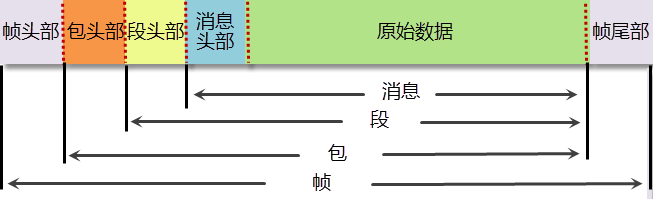 帧头部 包头部 段头部 消息 原始数据 帧尾部
头部
消息
段
包
帧